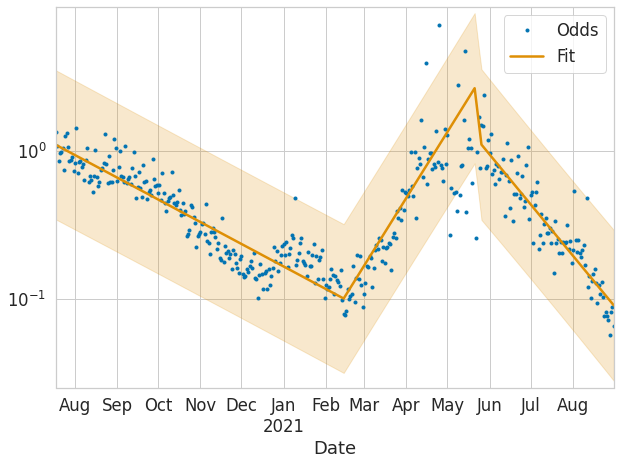 Odds
Fit
10⁰
10⁻¹
Aug Sep Oct Nov Dec Jan Feb Mar Apr May Jun Jul Aug
2021
Date